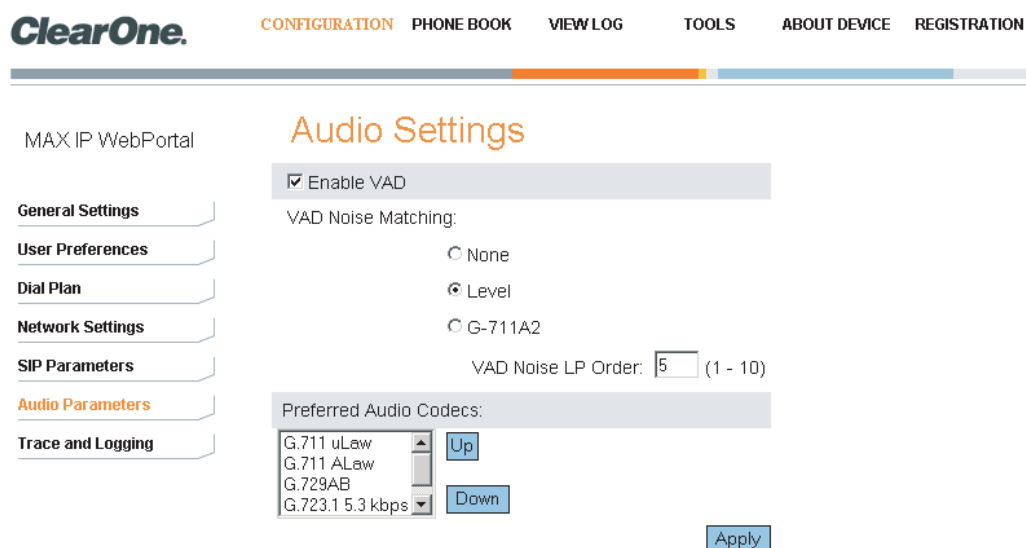 ClearOne.
CONFIGURATION PHONE BOOK VIEW LOG TOOLS ABOUT DEVICE REGISTRATION
MAX IP WebPortal
General Settings
User Preferences
Dial Plan
Network Settings
SIP Parameters
Audio Parameters
Trace and Logging
Audio Settings
Enable VAD
VAD Noise Matching:
None
Level
G-711A2
VAD Noise LP Order: 5 (1 - 10)
Preferred Audio Codecs:
G.711 uLaw
G.711 ALaw
G.729AB
G.723.1 5.3 kbps
Up
Down
Apply